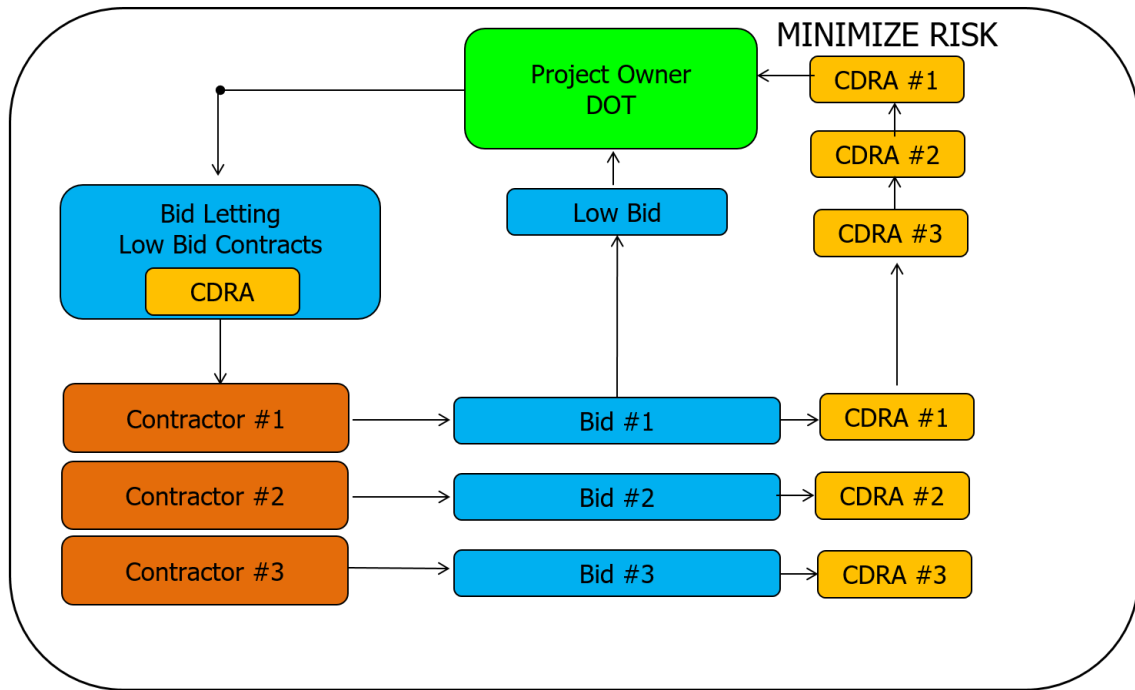 MINIMIZE RISK
Project Owner
DOT
CDRA #1
CDRA #2
CDRA #3
Bid Letting
Low Bid Contracts
CDRA
Low Bid
Contractor #1
Bid #1
CDRA #1
Contractor #2
Bid #2
CDRA #2
Contractor #3
Bid #3
CDRA #3